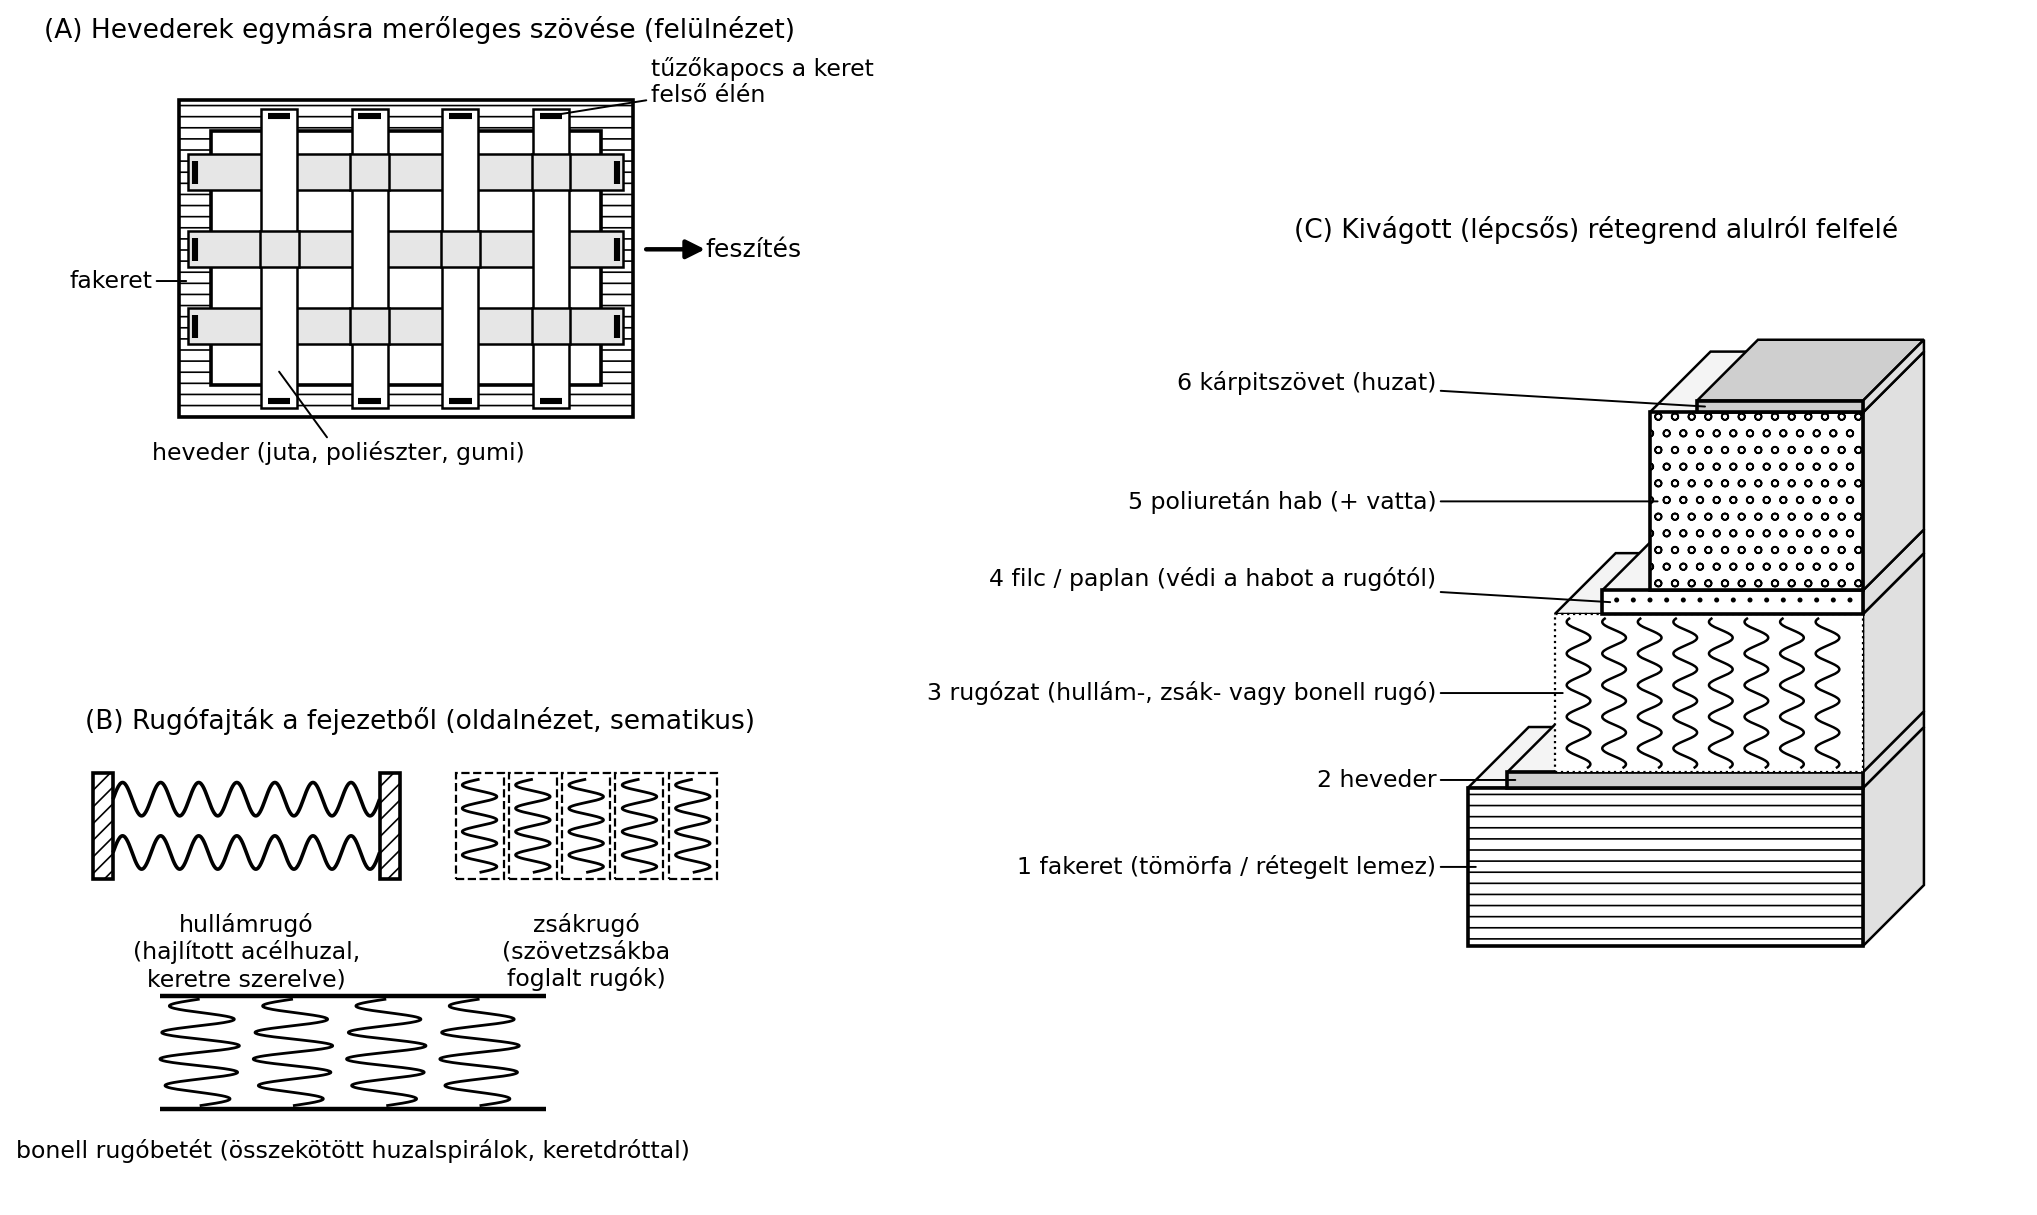 (A) Hevederek egymásra merőleges szövése (felülnézet)
tűzőkapocs a keret
felső élén
fakeret
feszítés
heveder (juta, poliészter, gumi)
(B) Rugófajták a fejezetből (oldalnézet, sematikus)
hullámrugó
(hajlított acélhuzal,
keretre szerelve)
zsákrugó
(szövetzsákba
foglalt rugók)
bonell rugóbetét (összekötött huzalspirálok, keretdróttal)
(C) Kivágott (lépcsős) rétegrend alulról felfelé
6 kárpitszövet (huzat)
5 poliuretán hab (+ vatta)
4 filc / paplan (védi a habot a rugótól)
3 rugózat (hullám-, zsák- vagy bonell rugó)
2 heveder
1 fakeret (tömörfa / rétegelt lemez)